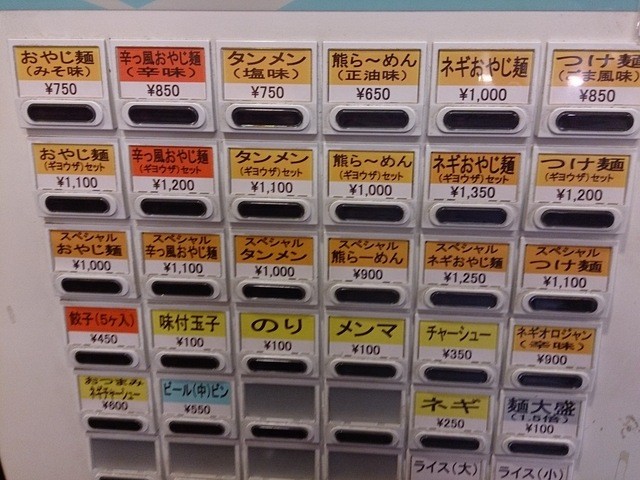 おやじ麺
(みそ味)
¥750
辛っ風おやじ麺
(辛味)
¥850
タンメン
(塩味)
¥750
熊ら〜めん
(正油味)
¥650
ネギおやじ麺
¥1,000
つけ麺
(ごま風味)
¥850
おやじ麺
(ギョウザ)セット
¥1,100
辛っ風おやじ麺
(ギョウザ)セット
¥1,200
タンメン
(ギョウザ)セット
¥1,100
熊ら〜めん
(ギョウザ)セット
¥1,000
ネギおやじ麺
(ギョウザ)セット
¥1,350
つけ麺
(ギョウザ)セット
¥1,200
スペシャル
おやじ麺
¥1,000
スペシャル
辛っ風おやじ麺
¥1,100
スペシャル
タンメン
¥1,000
スペシャル
熊らーめん
¥900
スペシャル
ネギおやじ麺
¥1,250
スペシャル
つけ麺
¥1,100
餃子(5ヶ入)
¥450
味付玉子
¥100
のり
¥100
メンマ
¥100
チャーシュー
¥350
ネギオロジャン
(辛味)
¥900
おつまみ
ネギチャーシュー
¥600
ビール(中)ビン
¥550
ネギ
¥250
麺大盛
(1.5倍)
¥100
ライス(大)
ライス(小)